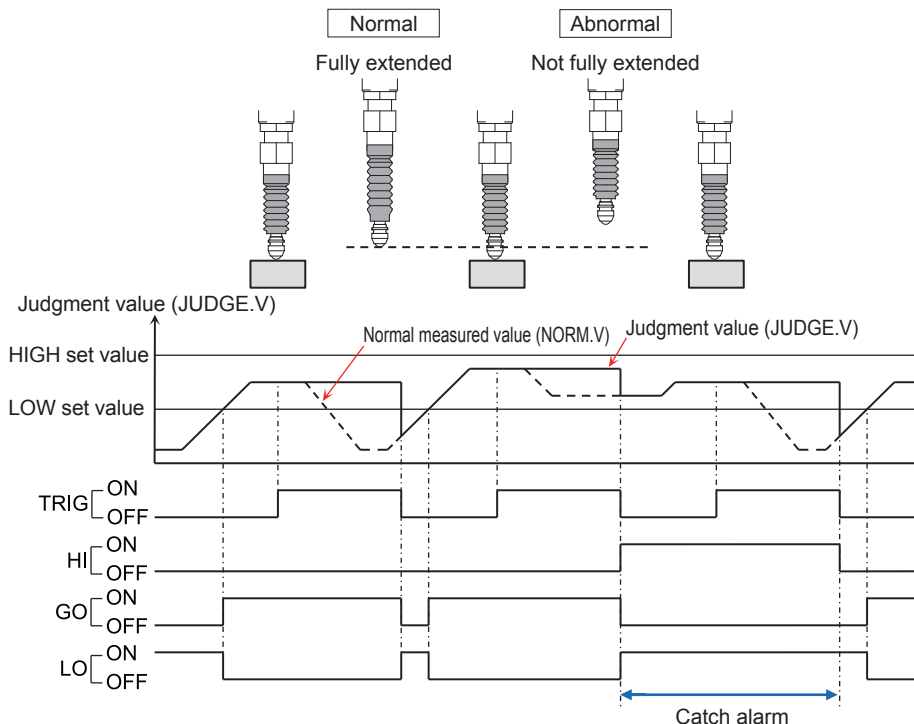 Normal
Abnormal
Fully extended
Not fully extended
Judgment value (JUDGE.V)
Normal measured value (NORM.V)
Judgment value (JUDGE.V)
HIGH set value
LOW set value
TRIG
ON
OFF
HI
ON
OFF
GO
ON
OFF
LO
ON
OFF
Catch alarm